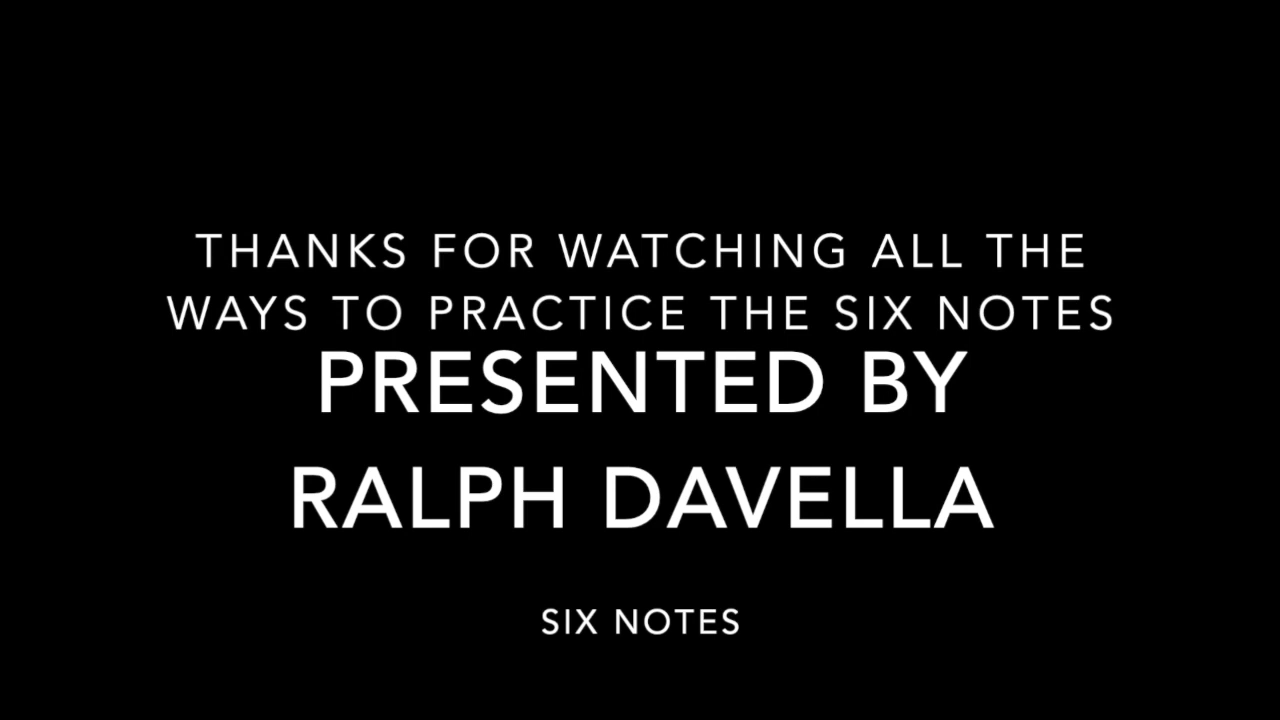 THANKS FOR WATCHING ALL THE
WAYS TO PRACTICE THE SIX NOTES
PRESENTED BY
RALPH DAVELLA
SIX NOTES